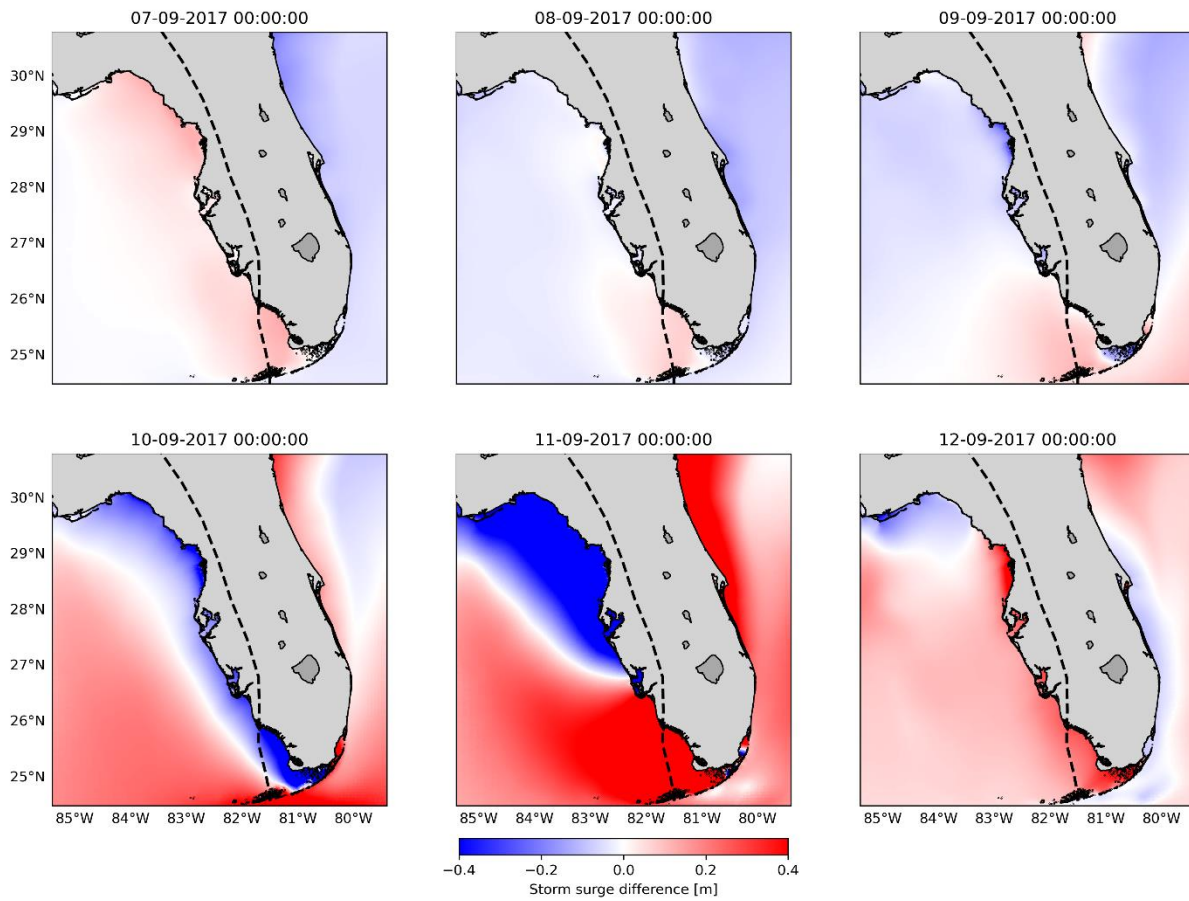 07-09-2017 00:00:00
08-09-2017 00:00:00
09-09-2017 00:00:00
30°N
29°N
28°N
27°N
26°N
25°N
10-09-2017 00:00:00
11-09-2017 00:00:00
12-09-2017 00:00:00
30°N
29°N
28°N
27°N
26°N
25°N
85°W 84°W 83°W 82°W 81°W 80°W
85°W 84°W 83°W 82°W 81°W 80°W
85°W 84°W 83°W 82°W 81°W 80°W
−0.4 −0.2 0.0 0.2 0.4
Storm surge difference [m]